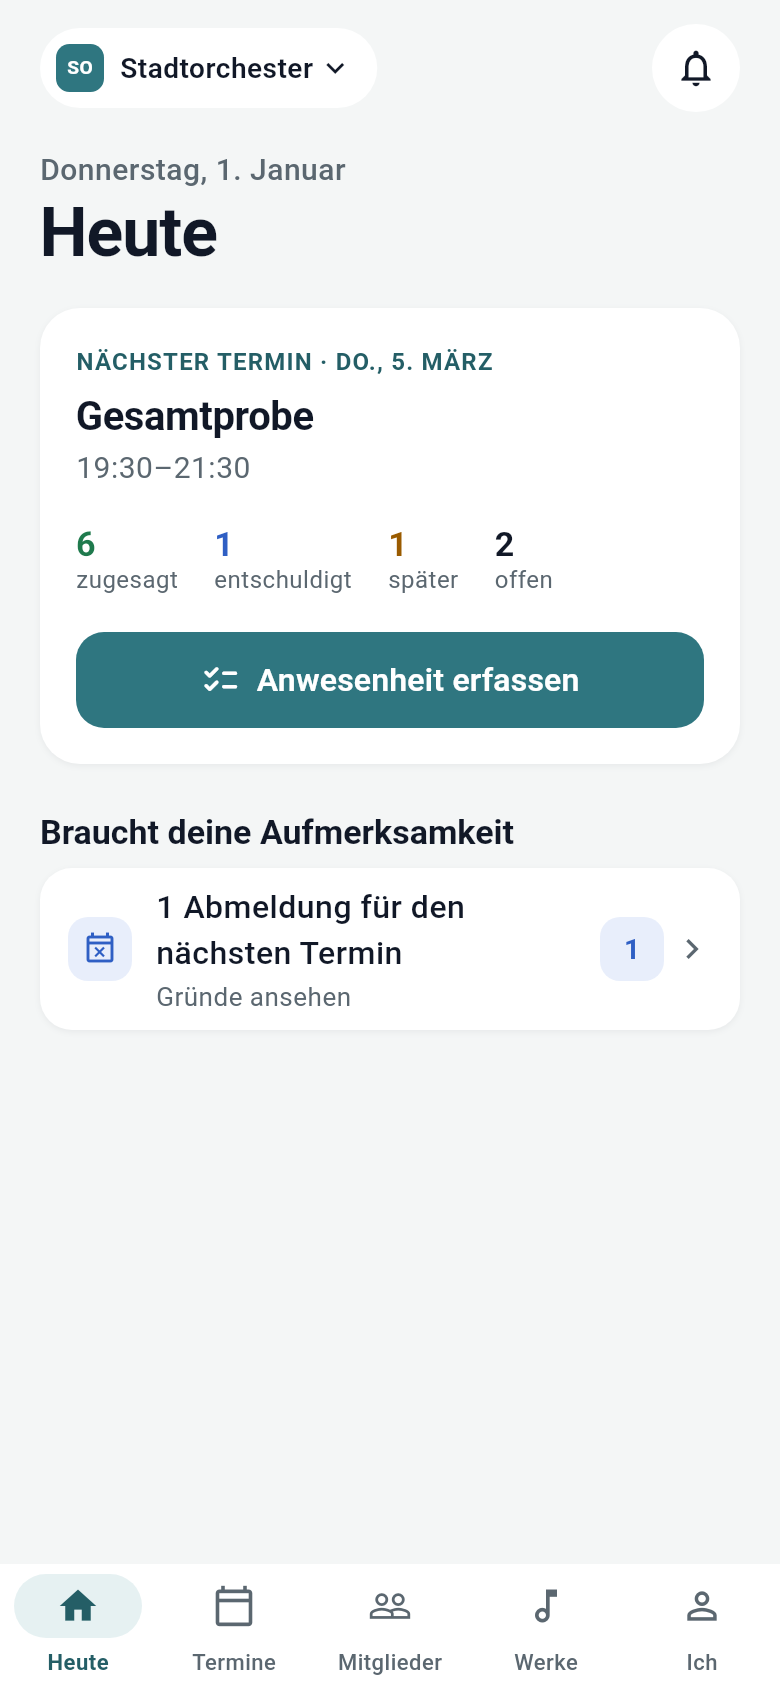 SO Stadtorchester
Donnerstag, 1. Januar
Heute
NÄCHSTER TERMIN · DO., 5. MÄRZ
Gesamtprobe
19:30–21:30
6 1 1 2
zugesagt entschuldigt später offen
Anwesenheit erfassen
Braucht deine Aufmerksamkeit
1 Abmeldung für den
nächsten Termin
1
Gründe ansehen
Heute Termine Mitglieder Werke Ich